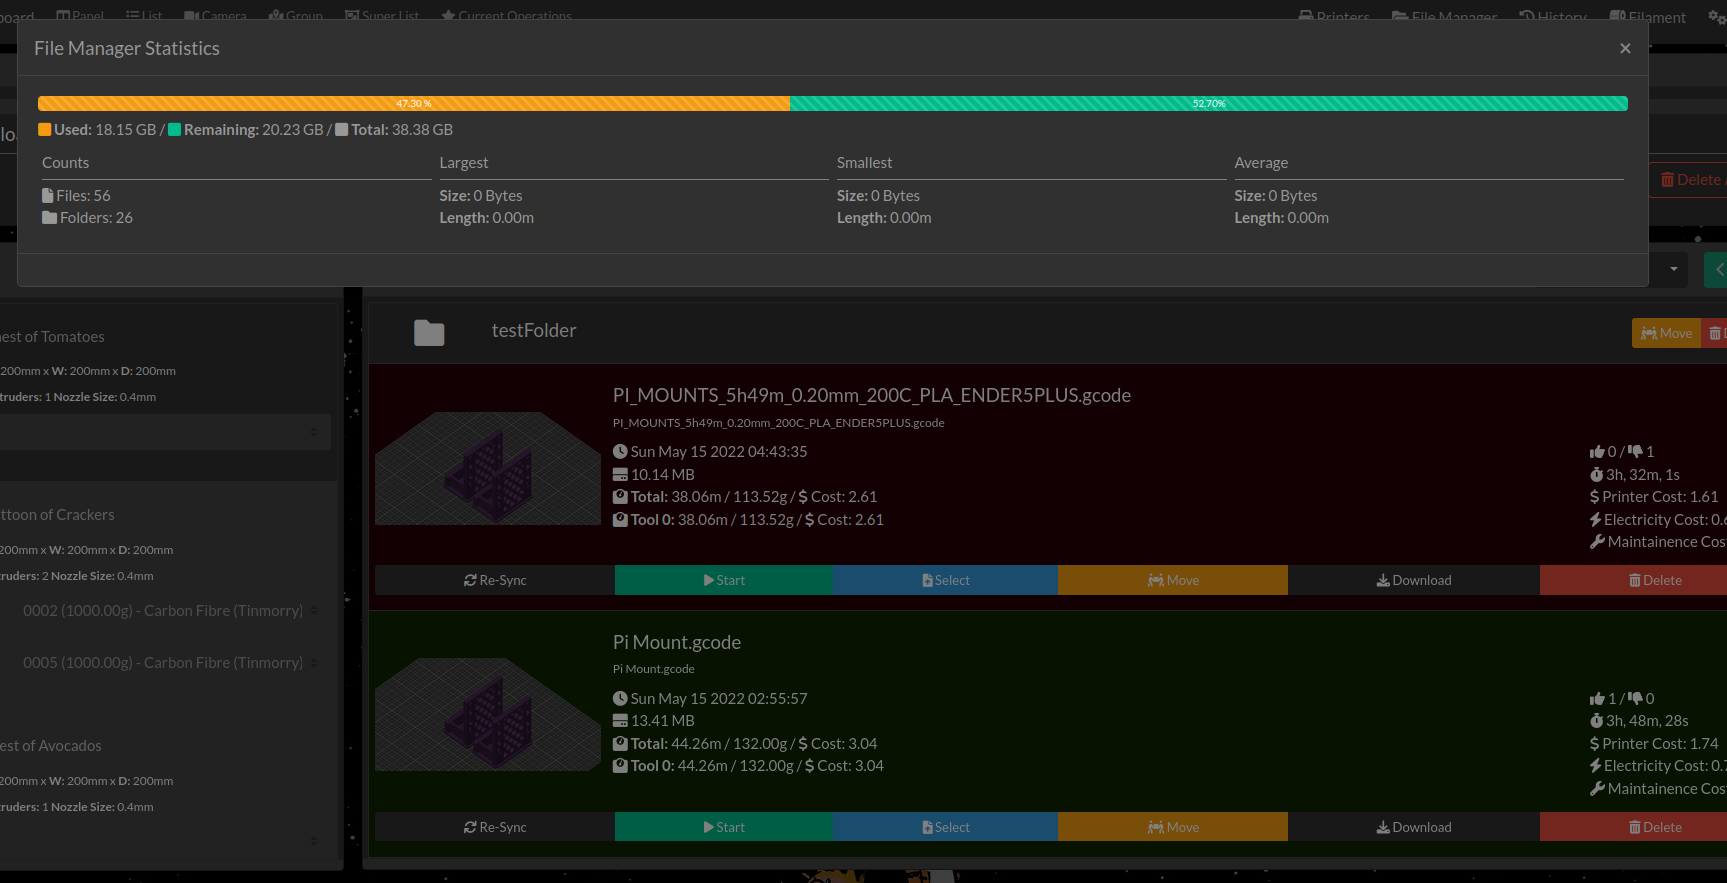 board Panel List Camera Group Super List Current Operations Printers File Manager History Filament
File Manager Statistics ×
47.30 % 52.70%
Used: 18.15 GB / Remaining: 20.23 GB / Total: 38.38 GB
Counts Largest Smallest Average
Files: 56 Size: 0 Bytes Size: 0 Bytes Size: 0 Bytes
Folders: 26 Length: 0.00m Length: 0.00m Length: 0.00m
Delete
est of Tomatoes
200mm x W: 200mm x D: 200mm
truders: 1 Nozzle Size: 0.4mm
ttoon of Crackers
200mm x W: 200mm x D: 200mm
truders: 2 Nozzle Size: 0.4mm
0002 (1000.00g) - Carbon Fibre (Tinmorry)
0005 (1000.00g) - Carbon Fibre (Tinmorry)
est of Avocados
200mm x W: 200mm x D: 200mm
truders: 1 Nozzle Size: 0.4mm
testFolder
Move
PI_MOUNTS_5h49m_0.20mm_200C_PLA_ENDER5PLUS.gcode
PI_MOUNTS_5h49m_0.20mm_200C_PLA_ENDER5PLUS.gcode
Sun May 15 2022 04:43:35
10.14 MB
Total: 38.06m / 113.52g / $ Cost: 2.61
Tool 0: 38.06m / 113.52g / $ Cost: 2.61
0 / 1
3h, 32m, 1s
$ Printer Cost: 1.61
Electricity Cost: 0.
Maintainence Cos
Re-Sync Start Select Move Download Delete
Pi Mount.gcode
Pi Mount.gcode
Sun May 15 2022 02:55:57
13.41 MB
Total: 44.26m / 132.00g / $ Cost: 3.04
Tool 0: 44.26m / 132.00g / $ Cost: 3.04
1 / 0
3h, 48m, 28s
$ Printer Cost: 1.74
Electricity Cost: 0.
Maintainence Cos
Re-Sync Start Select Move Download Delete